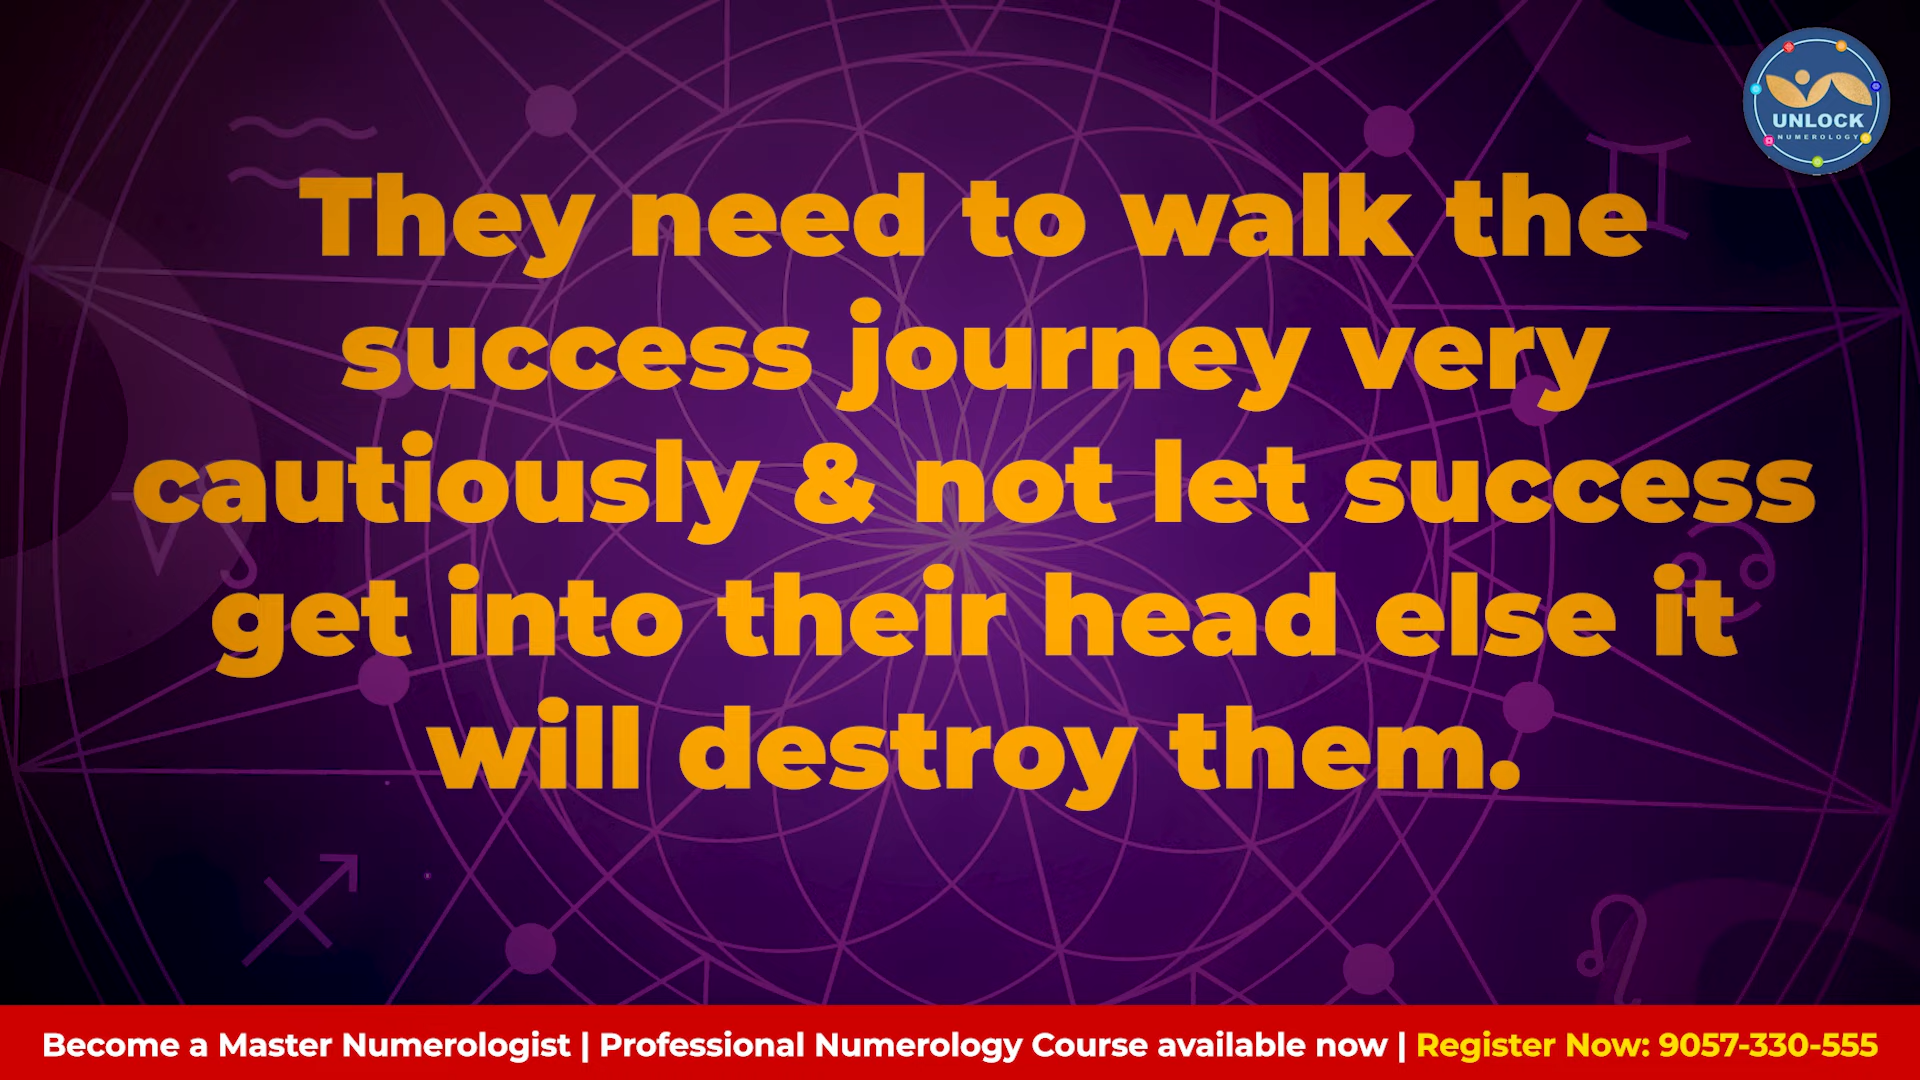 UNLOCK
NUMEROLOGY
They need to walk the
success journey very
cautiously & not let success
get into their head else it
will destroy them.
Become a Master Numerologist | Professional Numerology Course available now | Register Now: 9057-330-555